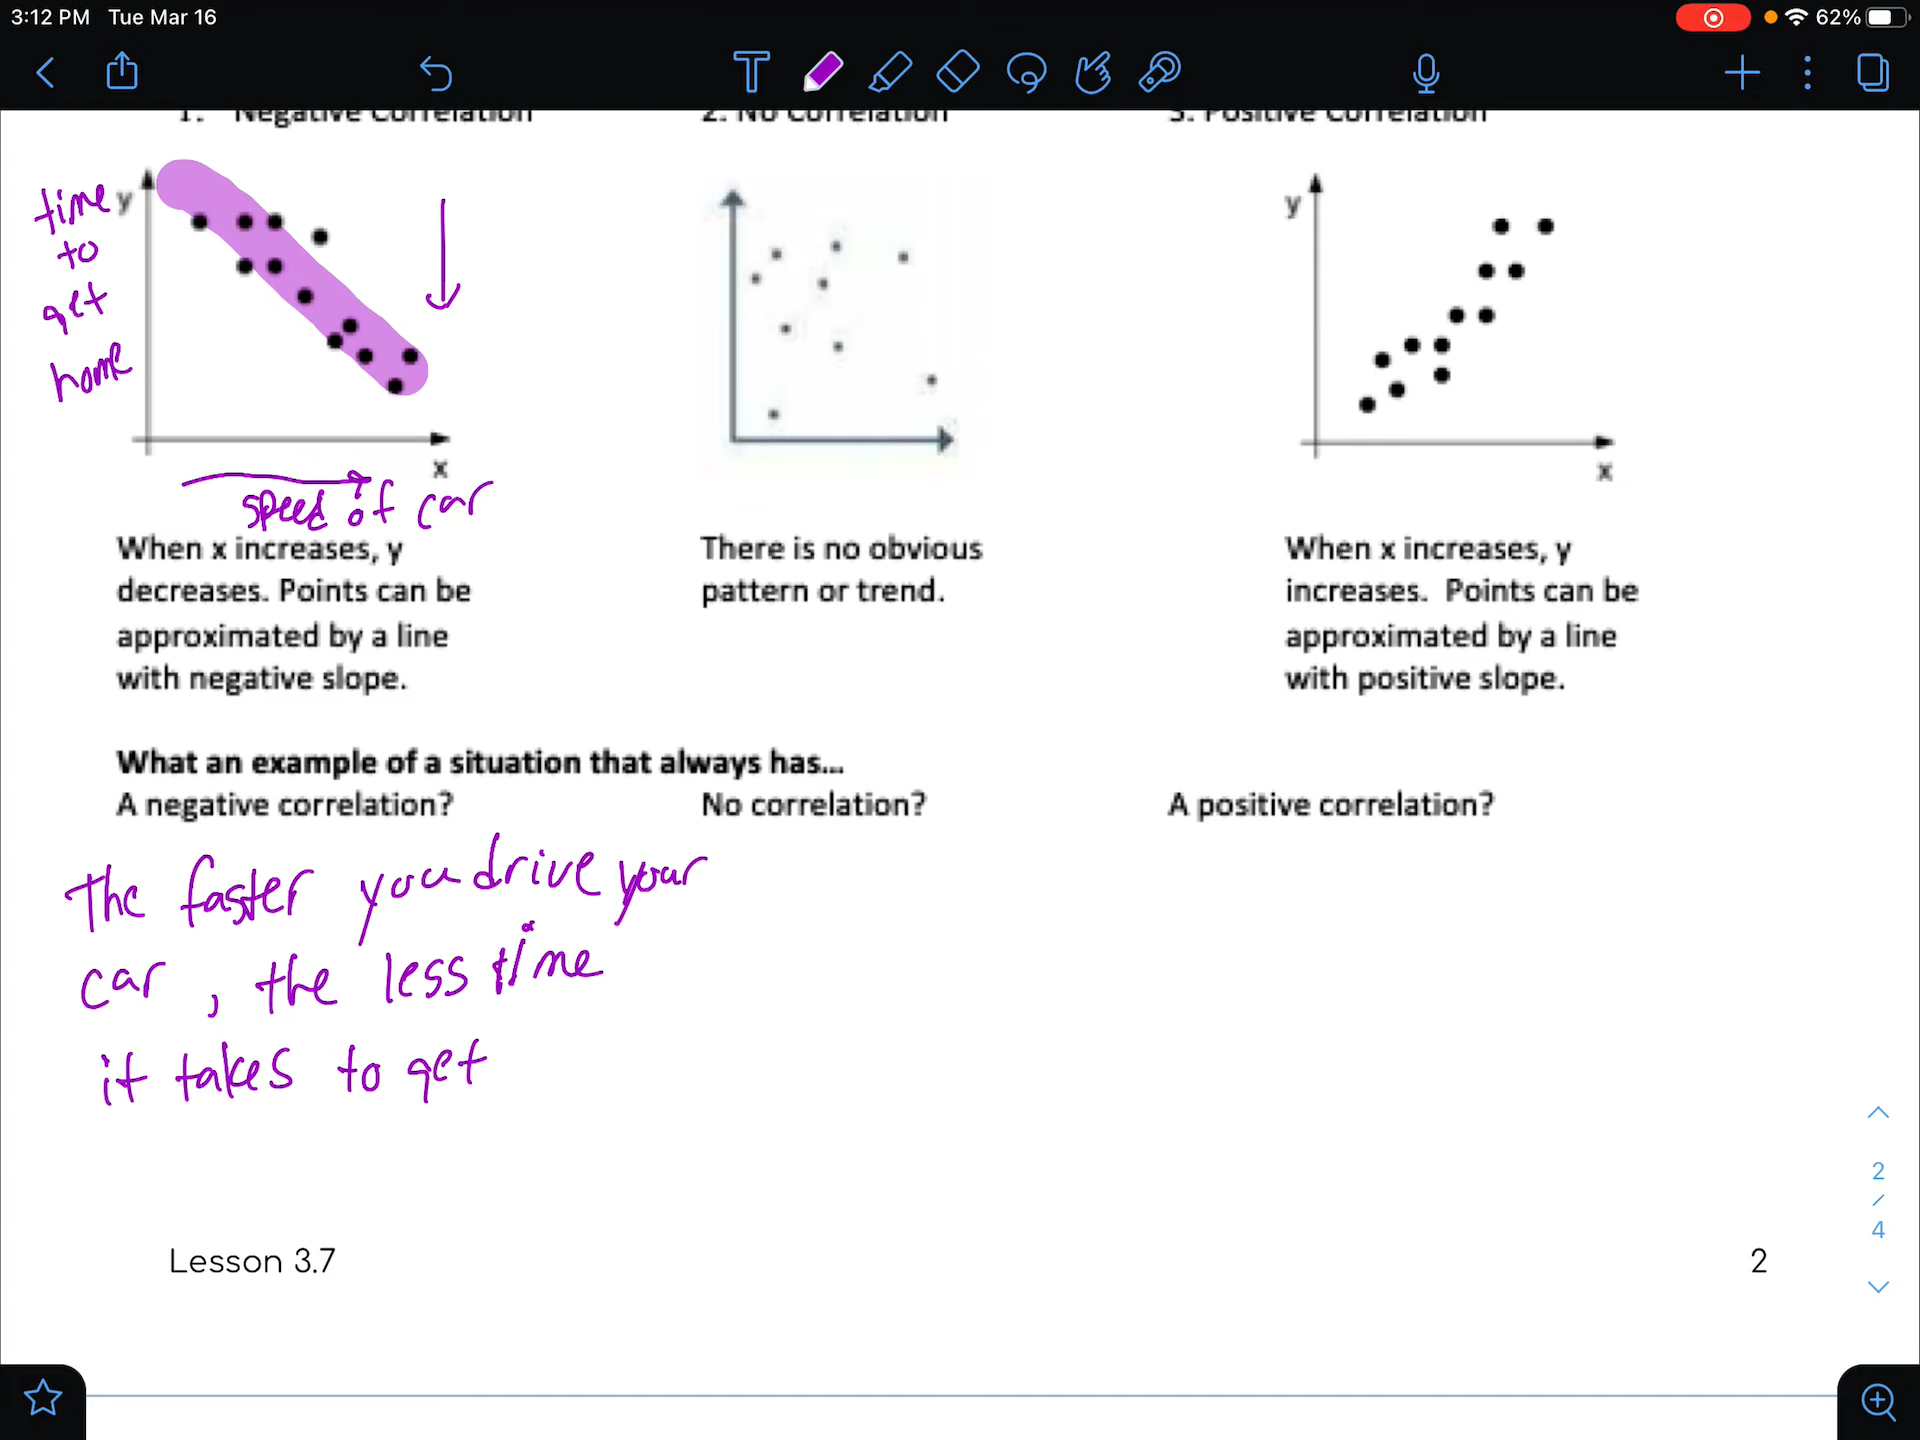 3:12 PM Tue Mar 16
62%
1. Negative Correlation
2. No Correlation
3. Positive Correlation
time
to
get
home
y
x
speed of car
y
x
When x increases, y
decreases. Points can be
approximated by a line
with negative slope.
There is no obvious
pattern or trend.
When x increases, y
increases. Points can be
approximated by a line
with positive slope.
What an example of a situation that always has...
A negative correlation?
No correlation?
A positive correlation?
The faster you drive your
car, the less time
it takes to get
2
/
4
Lesson 3.7
2